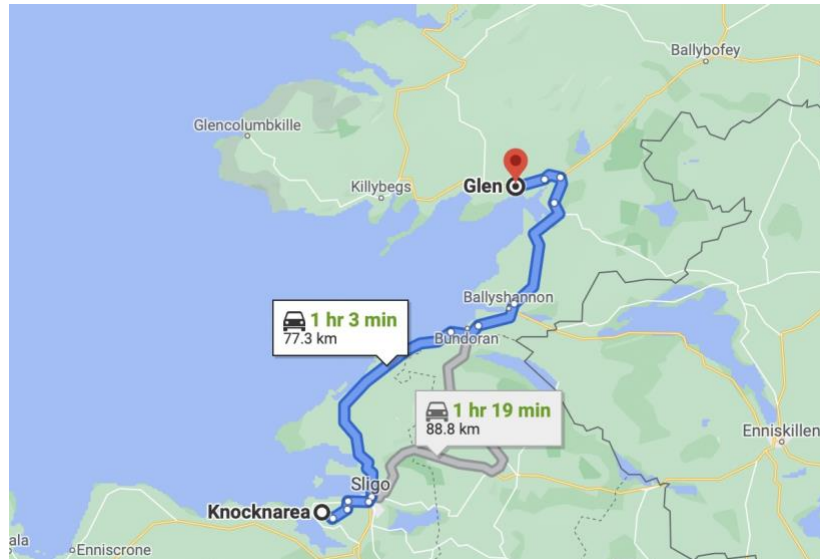 Ballybofey
Glencolumbkille
Killybegs
Glen
Ballyshannon
1 hr 3 min
77.3 km
Bundoran
1 hr 19 min
88.8 km
Enniskillen
Sligo
Knocknarea
ala
Enniscrone